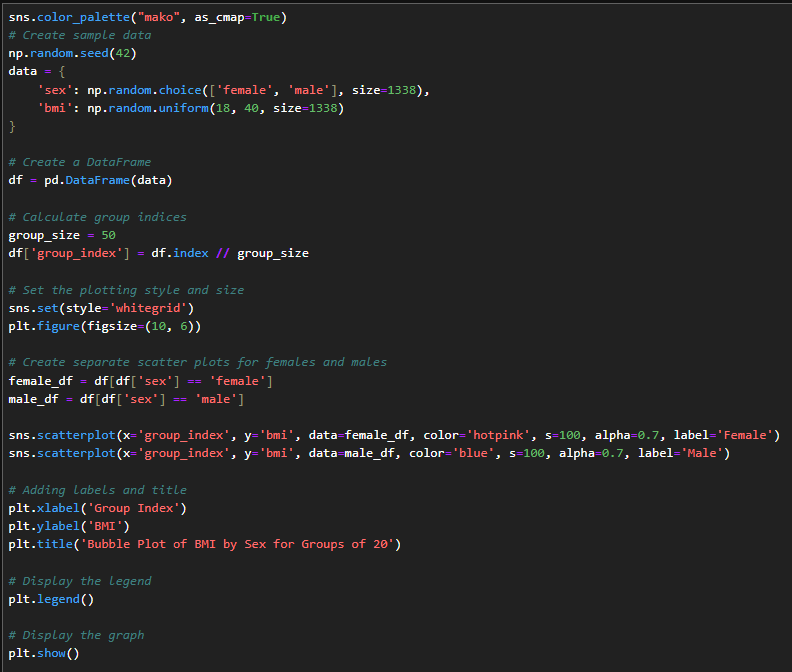 sns.color_palette("mako", as_cmap=True)
# Create sample data
np.random.seed(42)
data = {
    'sex': np.random.choice(['female', 'male'], size=1338),
    'bmi': np.random.uniform(18, 40, size=1338)
}

# Create a DataFrame
df = pd.DataFrame(data)

# Calculate group indices
group_size = 50
df['group_index'] = df.index // group_size

# Set the plotting style and size
sns.set(style='whitegrid')
plt.figure(figsize=(10, 6))

# Create separate scatter plots for females and males
female_df = df[df['sex'] == 'female']
male_df = df[df['sex'] == 'male']

sns.scatterplot(x='group_index', y='bmi', data=female_df, color='hotpink', s=100, alpha=0.7, label='Female')
sns.scatterplot(x='group_index', y='bmi', data=male_df, color='blue', s=100, alpha=0.7, label='Male')

# Adding labels and title
plt.xlabel('Group Index')
plt.ylabel('BMI')
plt.title('Bubble Plot of BMI by Sex for Groups of 20')

# Display the legend
plt.legend()

# Display the graph
plt.show()